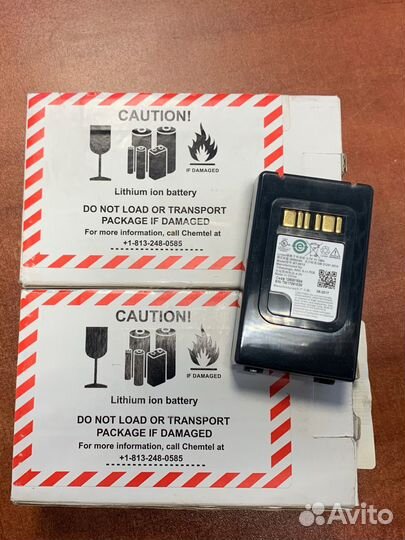 CAUTION!
IF DAMAGED
Lithium ion battery
DO NOT LOAD OR TRANSPORT
PACKAGE IF DAMAGED
For more information, call Chemtel at
+1-813-248-0585
CAUTION!
IF DAMAGED
Lithium ion battery
DO NOT LOAD OR TRANSPORT
PACKAGE IF DAMAGED
For more information, call Chemtel at
+1-813-248-0585
Avito